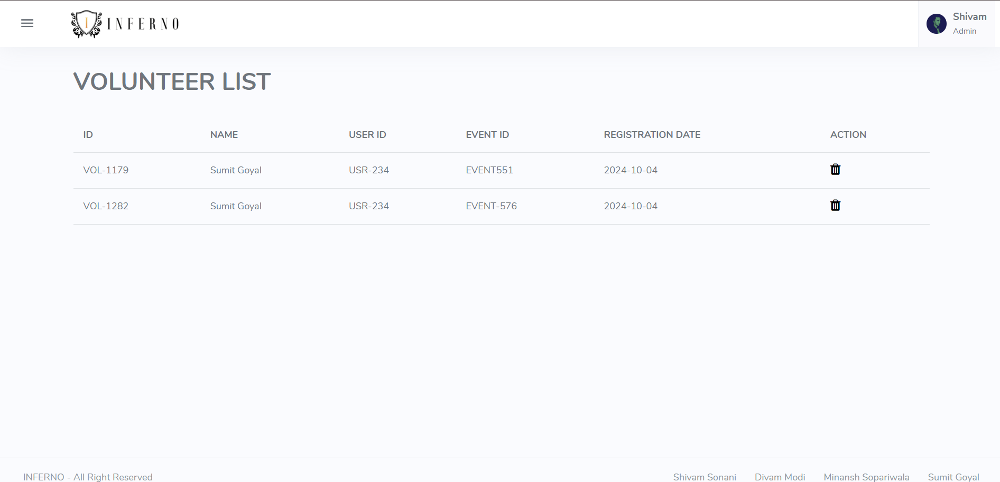 I INFERNO
Shivam
Admin
VOLUNTEER LIST
ID NAME USER ID EVENT ID REGISTRATION DATE ACTION
VOL-1179 Sumit Goyal USR-234 EVENT551 2024-10-04
VOL-1282 Sumit Goyal USR-234 EVENT-576 2024-10-04
INFERNO - All Right Reserved Shivam Sonani Divam Modi Minansh Sopariwala Sumit Goyal